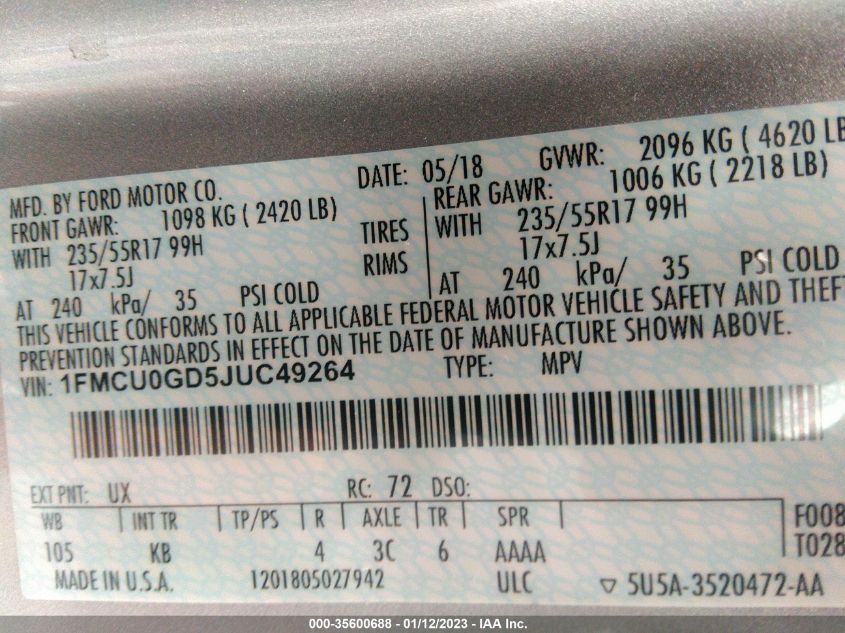 MFD. BY FORD MOTOR CO. DATE: 05/18 GVWR: 2096 KG ( 4620 LB
FRONT GAWR: 1098 KG ( 2420 LB) REAR GAWR: 1006 KG ( 2218 LB)
WITH 235/55R17 99H TIRES WITH 235/55R17 99H
17x7.5J RIMS 17x7.5J
AT 240 kPa/ 35 PSI COLD AT 240 kPa/ 35 PSI COLD
THIS VEHICLE CONFORMS TO ALL APPLICABLE FEDERAL MOTOR VEHICLE SAFETY AND THEFT
PREVENTION STANDARDS IN EFFECT ON THE DATE OF MANUFACTURE SHOWN ABOVE.
VIN: 1FMCU0GD5JUC49264 TYPE: MPV
EXT PNT: UX RC: 72 DSO:
WB INT TR TP/PS R AXLE TR SPR F008
105 KB 4 3C 6 AAAA T028
MADE IN U.S.A. 1201805027942 ULC ▽ 5U5A-3520472-AA
000-35600688 - 01/12/2023 - IAA Inc.